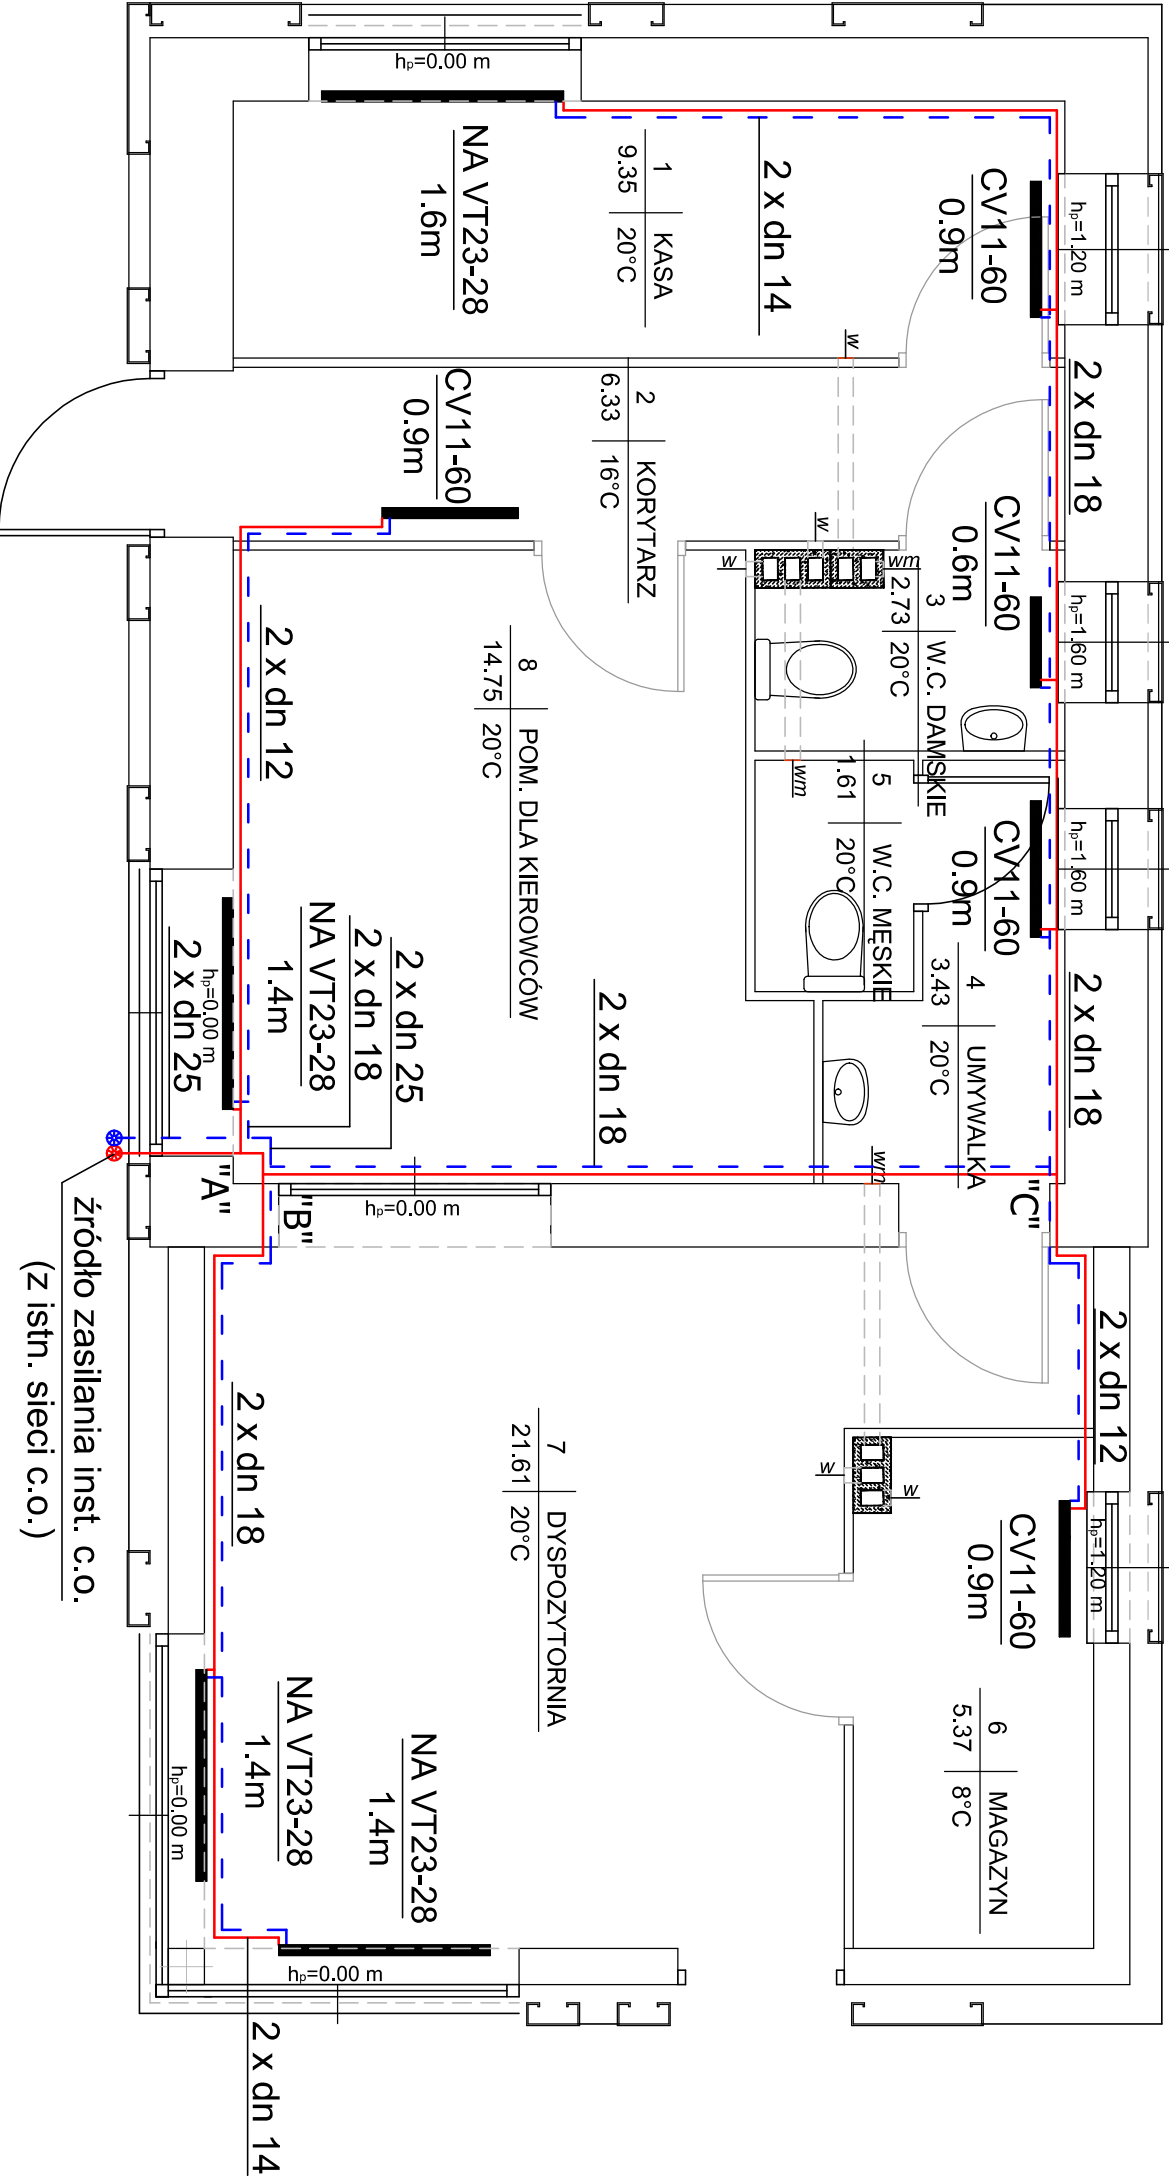 hp=0.00 m
NA VT23-28
1.6m
1 KASA
9.35 20°C
2 x dn 14
CV11-60
0.9m
hp=1.20 m
2 x dn 18
w
CV11-60
0.9m
2 KORYTARZ
6.33 16°C
w
w
wm
CV11-60
0.6m
hp=1.60 m
3 W.C. DAMSKIE
2.73 20°C
wm
5 W.C. MĘSKIE
1.61 20°C
CV11-60
0.9m
hp=1.60 m
4 UMYWALKA
3.43 20°C
2 x dn 18
2 x dn 12
8 POM. DLA KIEROWCÓW
14.75 20°C
2 x dn 25
2 x dn 18
NA VT23-28
1.4m
hp=0.00 m
2 x dn 25
2 x dn 18
wm
"A"
"B"
"C"
hp=0.00 m
źródło zasilania inst. c.o.
(z istn. sieci c.o.)
2 x dn 12
2 x dn 18
7 DYSPOZYTORNIA
21.61 20°C
w
w
CV11-60
0.9m
hp=1.20 m
6 MAGAZYN
5.37 8°C
NA VT23-28
1.4m
NA VT23-28
1.4m
hp=0.00 m
hp=0.00 m
2 x dn 14